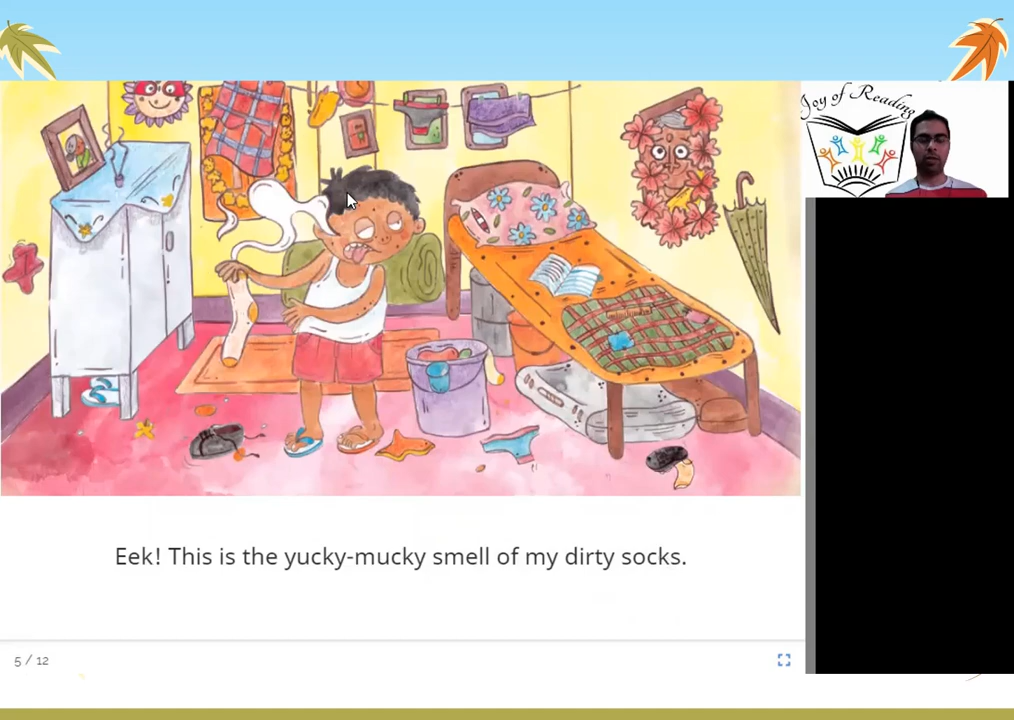 Joy of Reading
Eek! This is the yucky-mucky smell of my dirty socks.
5 / 12